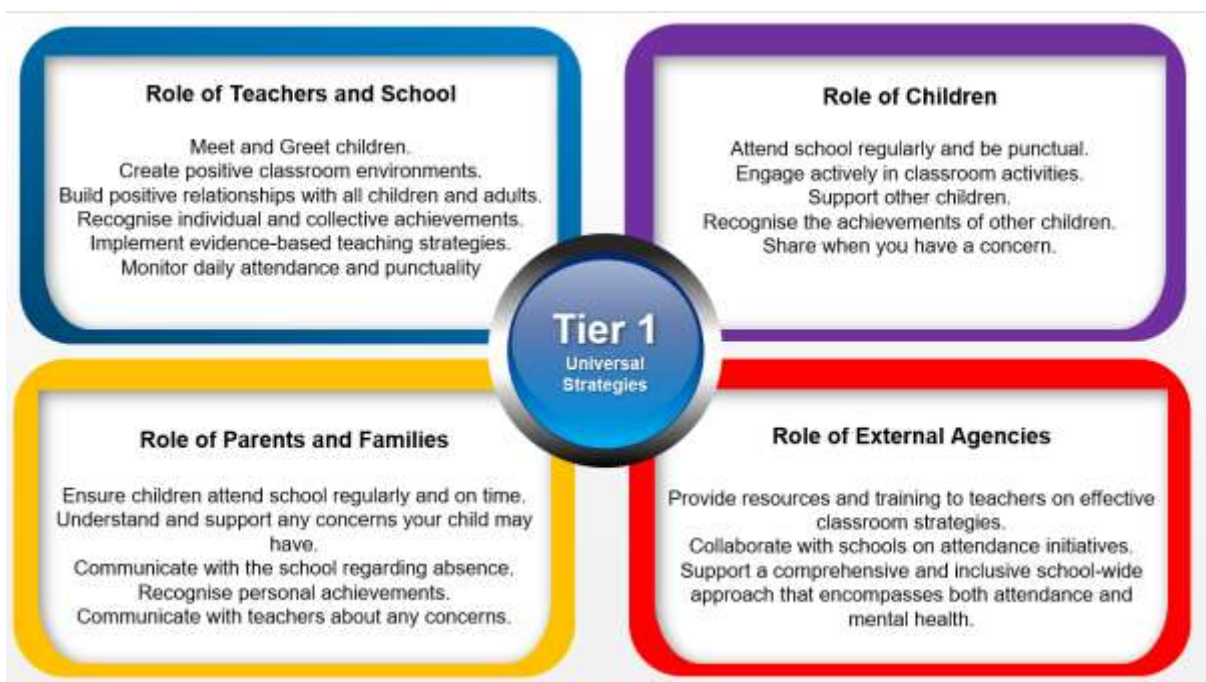 Role of Teachers and School
Meet and Greet children.
Create positive classroom environments.
Build positive relationships with all children and adults.
Recognise individual and collective achievements.
Implement evidence-based teaching strategies.
Monitor daily attendance and punctuality
Role of Children
Attend school regularly and be punctual.
Engage actively in classroom activities.
Support other children.
Recognise the achievements of other children.
Share when you have a concern.
Tier 1
Universal
Strategies
Role of Parents and Families
Ensure children attend school regularly and on time.
Understand and support any concerns your child may
have.
Communicate with the school regarding absence.
Recognise personal achievements.
Communicate with teachers about any concerns.
Role of External Agencies
Provide resources and training to teachers on effective
classroom strategies.
Collaborate with schools on attendance initiatives.
Support a comprehensive and inclusive school-wide
approach that encompasses both attendance and
mental health.